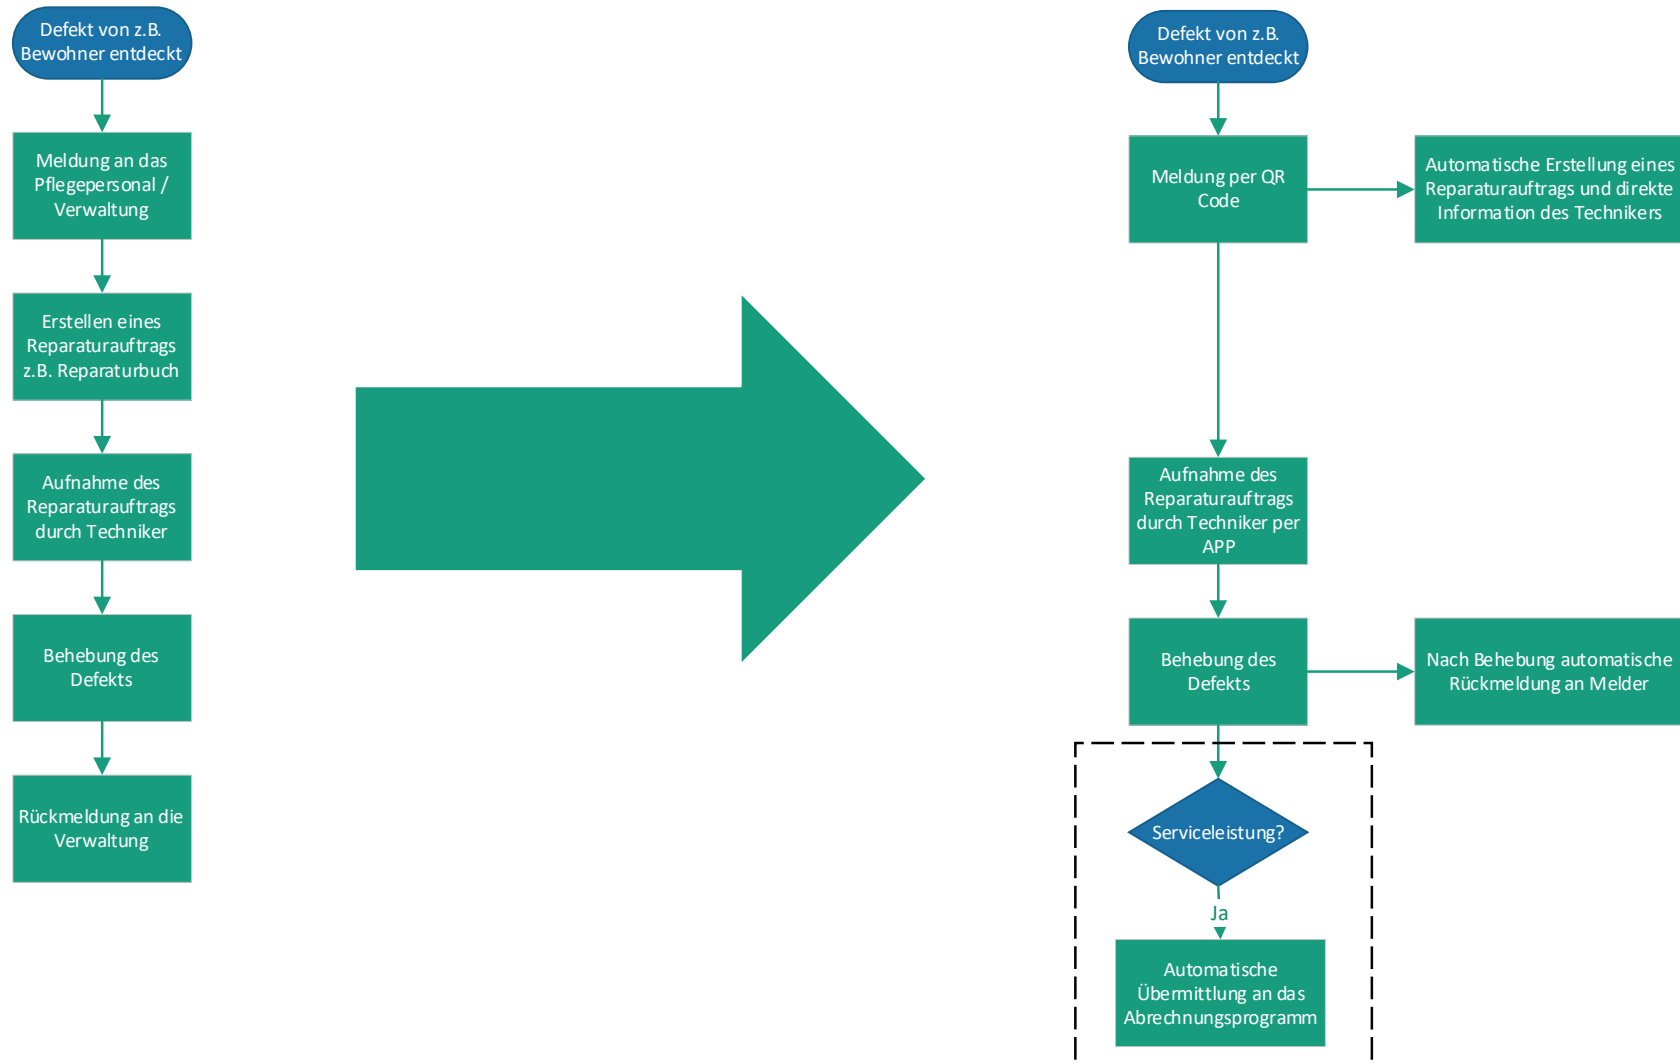 Defekt von z.B.
Bewohner entdeckt
Meldung an das
Pflegepersonal /
Verwaltung
Erstellen eines
Reparaturauftrags
z.B. Reparaturbuch
Aufnahme des
Reparaturauftrags
durch Techniker
Behebung des
Defekts
Rückmeldung an die
Verwaltung
Defekt von z.B.
Bewohner entdeckt
Meldung per QR
Code
Automatische Erstellung eines
Reparaturauftrags und direkte
Information des Technikers
Aufnahme des
Reparaturauftrags
durch Techniker per
APP
Behebung des
Defekts
Nach Behebung automatische
Rückmeldung an Melder
Serviceleistung?
Ja
Automatische
Übermittlung an das
Abrechnungsprogramm